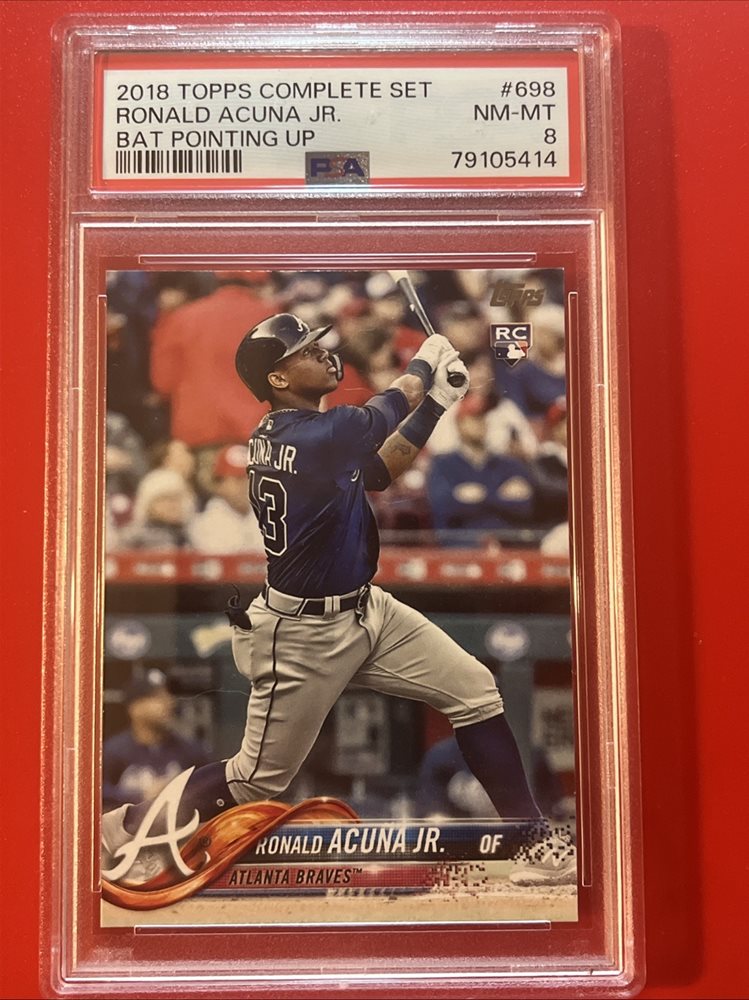 2018 TOPPS COMPLETE SET #698
RONALD ACUNA JR. NM-MT
BAT POINTING UP 8
PSA 79105414
Topps
RC
CUNA JR.
13
A
RONALD ACUNA JR. OF
ATLANTA BRAVES™